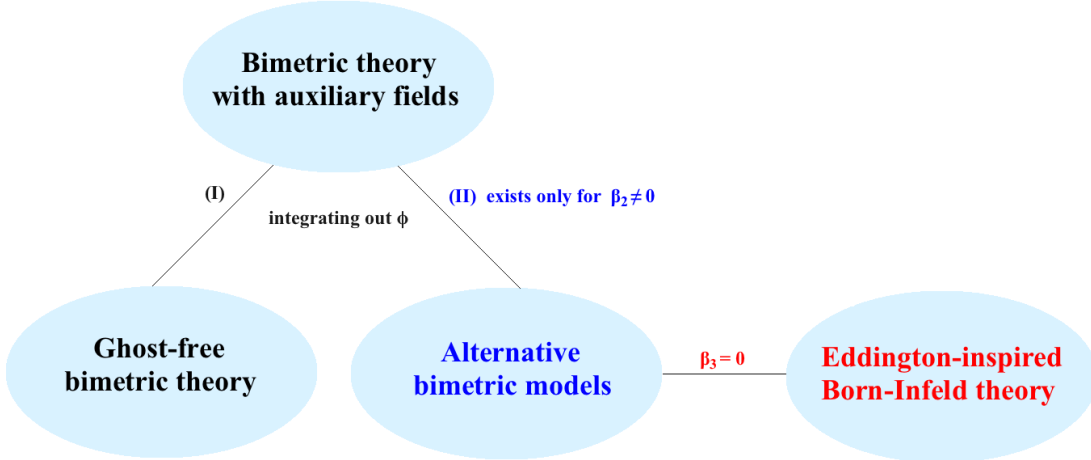 Bimetric theory
with auxiliary fields
(I)
(II) exists only for β₂ ≠ 0
integrating out ϕ
Ghost-free
bimetric theory
Alternative
bimetric models
β₃ = 0
Eddington-inspired
Born-Infeld theory